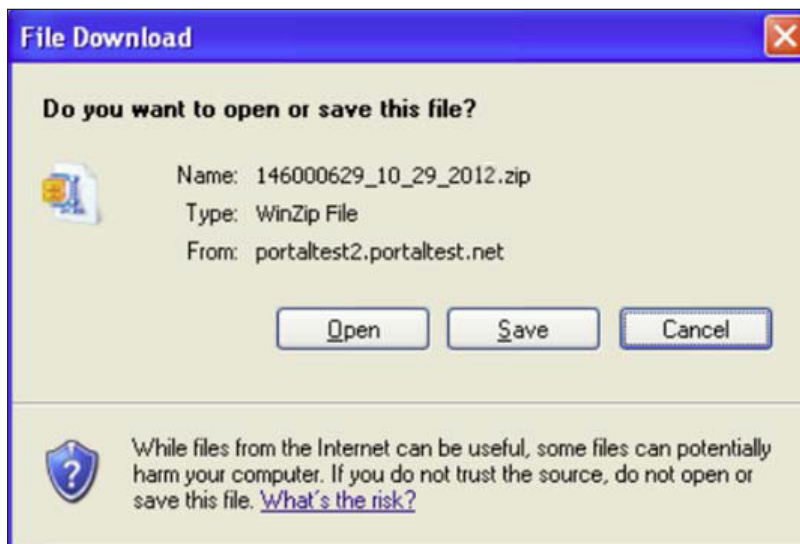 File Download
Do you want to open or save this file?
Name: 146000629_10_29_2012.zip
Type: WinZip File
From: portaltest2.portaltest.net
Open Save Cancel
While files from the Internet can be useful, some files can potentially
harm your computer. If you do not trust the source, do not open or
save this file. What's the risk?